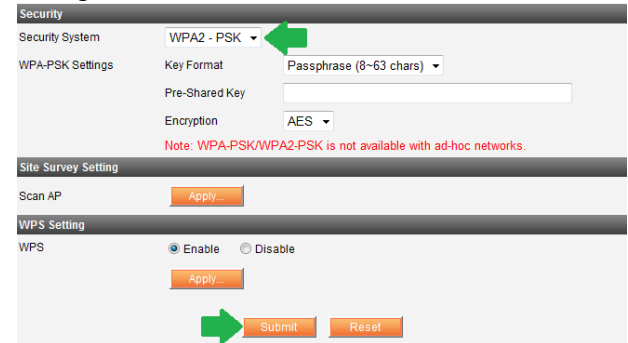 Security
Security System WPA2 - PSK
WPA-PSK Settings Key Format Passphrase (8~63 chars)
Pre-Shared Key
Encryption AES
Note: WPA-PSK/WPA2-PSK is not available with ad-hoc networks.
Site Survey Setting
Scan AP Apply...
WPS Setting
WPS Enable Disable
Apply...
Submit Reset